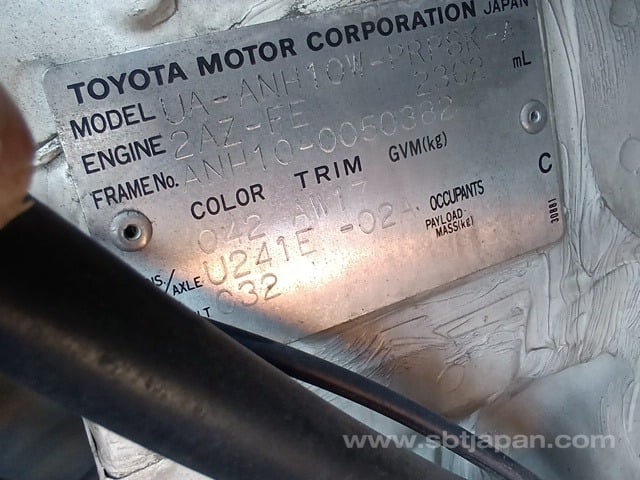 TOYOTA MOTOR CORPORATION JAPAN
MODEL UA-ANH10W-PRPSK-A
ENGINE 2AZ-FE 2362 mL
FRAME No. ANH10-0050382
COLOR TRIM GVM(kg)
042 AW17 C
/AXLE U241E -02A OCCUPANTS
PAYLOAD
MASS(kg)
C32
www.sbtjapan.com